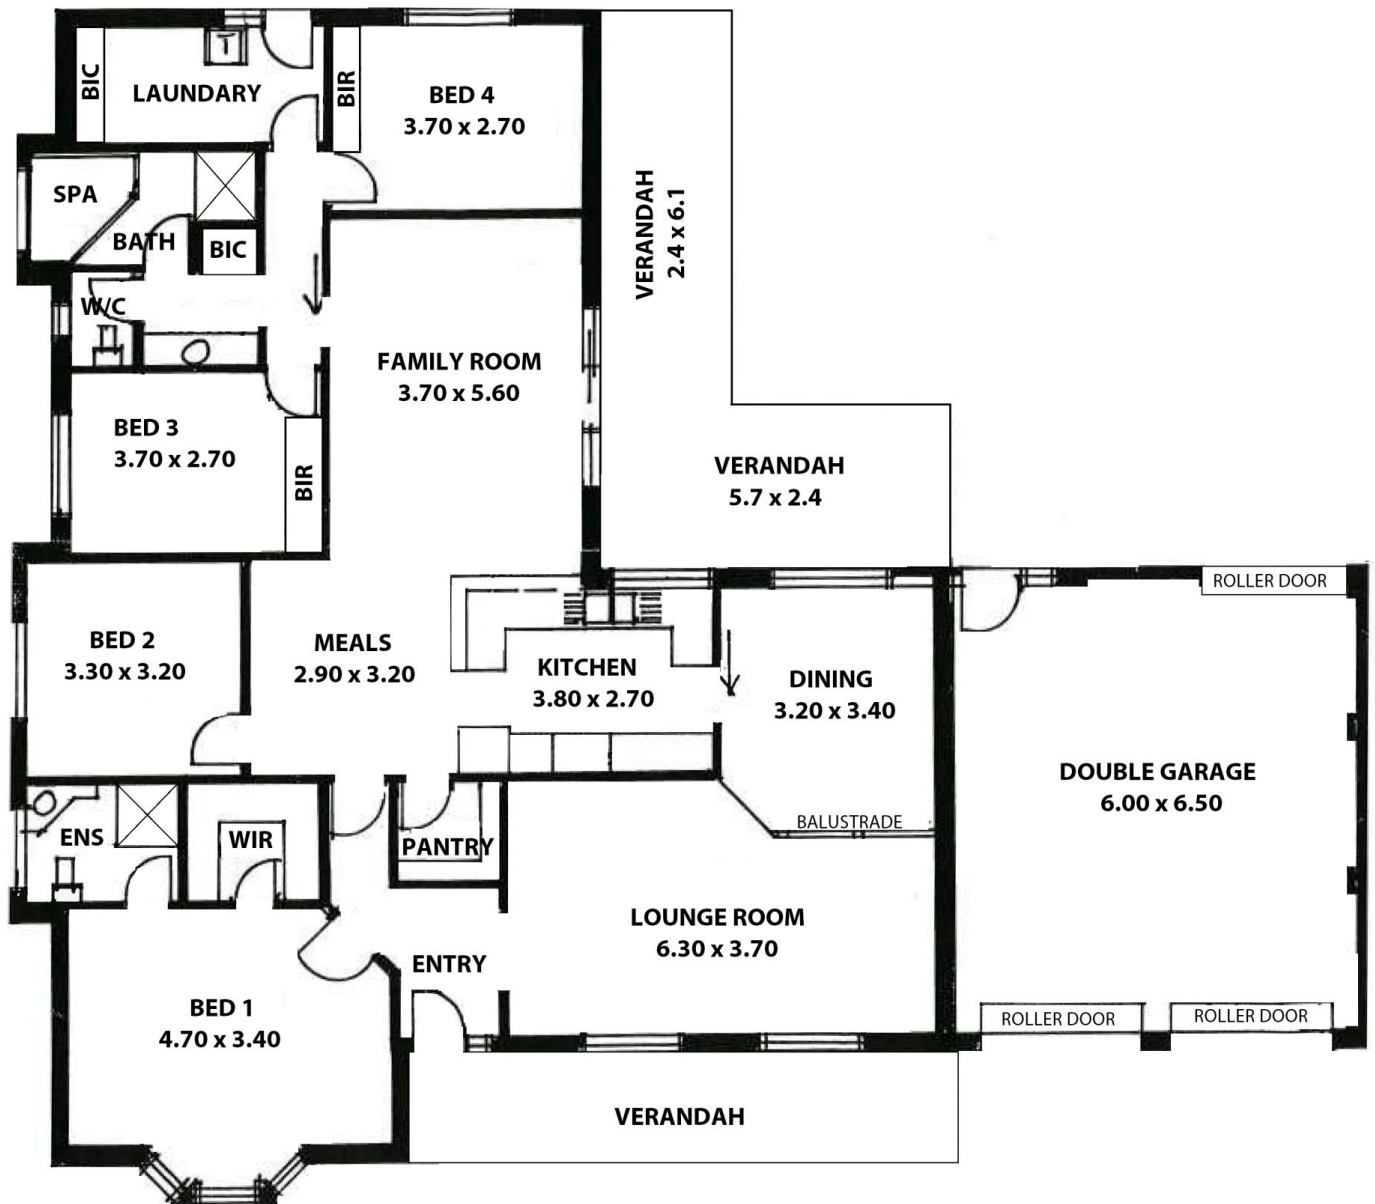 BIC
LAUNDARY
BIR
BED 4
3.70 x 2.70
SPA
BATH
BIC
W/C
VERANDAH
2.4 x 6.1
FAMILY ROOM
3.70 x 5.60
BED 3
3.70 x 2.70
BIR
VERANDAH
5.7 x 2.4
ROLLER DOOR
BED 2
3.30 x 3.20
MEALS
2.90 x 3.20
KITCHEN
3.80 x 2.70
DINING
3.20 x 3.40
DOUBLE GARAGE
6.00 x 6.50
ENS
WIR
PANTRY
BALUSTRADE
LOUNGE ROOM
6.30 x 3.70
ENTRY
BED 1
4.70 x 3.40
ROLLER DOOR
ROLLER DOOR
VERANDAH